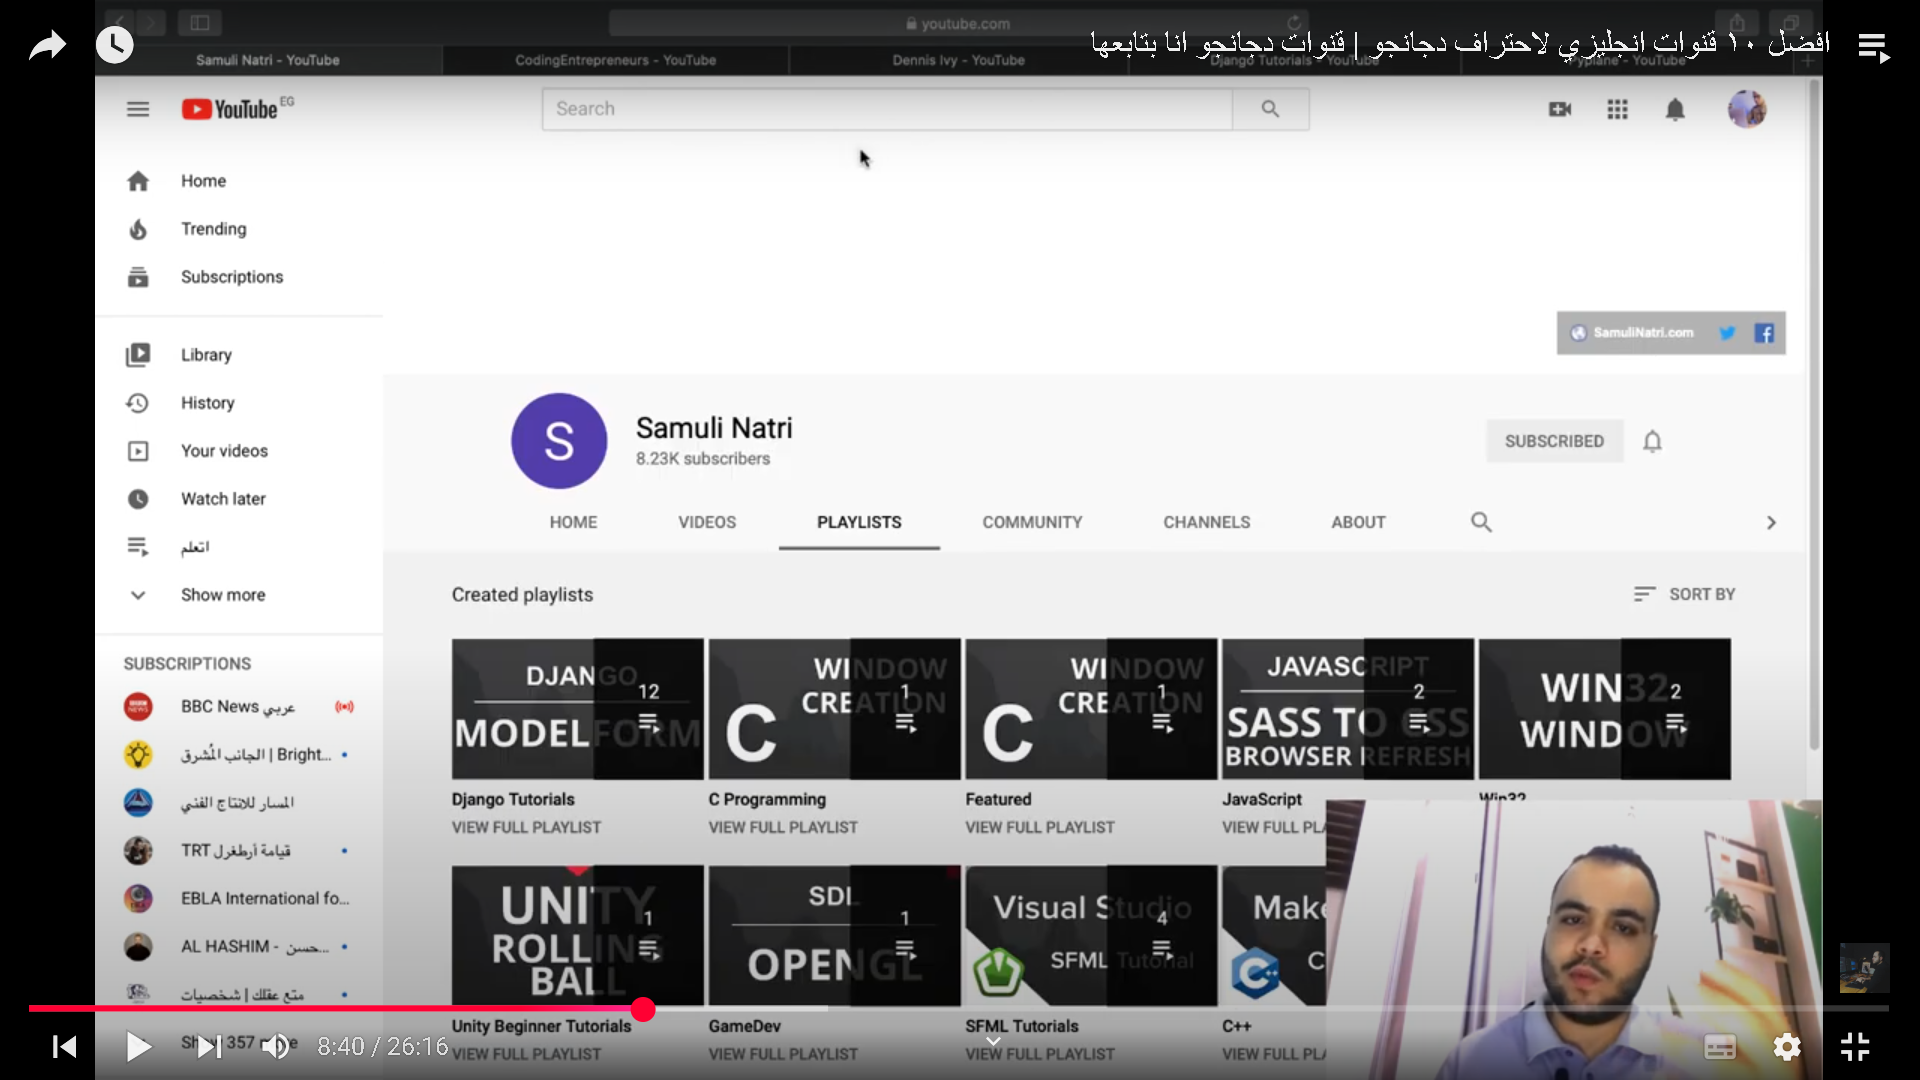 youtube.com
افضل ١٠ قنوات انجليزي لاحتراف دجانجو | قنوات دجانجو انا بتابعها
Samuli Natri - YouTube
CodingEntrepreneurs - YouTube
Dennis Ivy - YouTube
Django Tutorials - YouTube
Pyplane - YouTube
YouTube EG
Search
Home
Trending
Subscriptions
Library
History
Your videos
Watch later
اتعلم
Show more
SUBSCRIPTIONS
BBC News عربي
الجانب المُشرق | Bright...
المسار للانتاج الفني
TRT قيامة أرطغرل
EBLA International fo...
AL HASHIM - حسن...
متع عقلك | شخصيات
Show 357 more
SamuliNatri.com
Samuli Natri
8.23K subscribers
SUBSCRIBED
HOME
VIDEOS
PLAYLISTS
COMMUNITY
CHANNELS
ABOUT
Created playlists
SORT BY
DJANGO
MODEL FORM
12
Django Tutorials
VIEW FULL PLAYLIST
WINDOW
CREATION
C
1
C Programming
VIEW FULL PLAYLIST
WINDOW
CREATION
C
1
Featured
VIEW FULL PLAYLIST
JAVASCRIPT
SASS TO CSS
BROWSER REFRESH
2
JavaScript
VIEW FULL PL
WIN32
WINDOW
2
Win32
UNITY
ROLLING
BALL
1
Unity Beginner Tutorials
VIEW FULL PLAYLIST
SDL
OPENGL
1
GameDev
VIEW FULL PLAYLIST
Visual Studio
SFML Tutorial
4
SFML Tutorials
VIEW FULL PLAYLIST
Make
C
C++
VIEW FULL PL
8:40 / 26:16